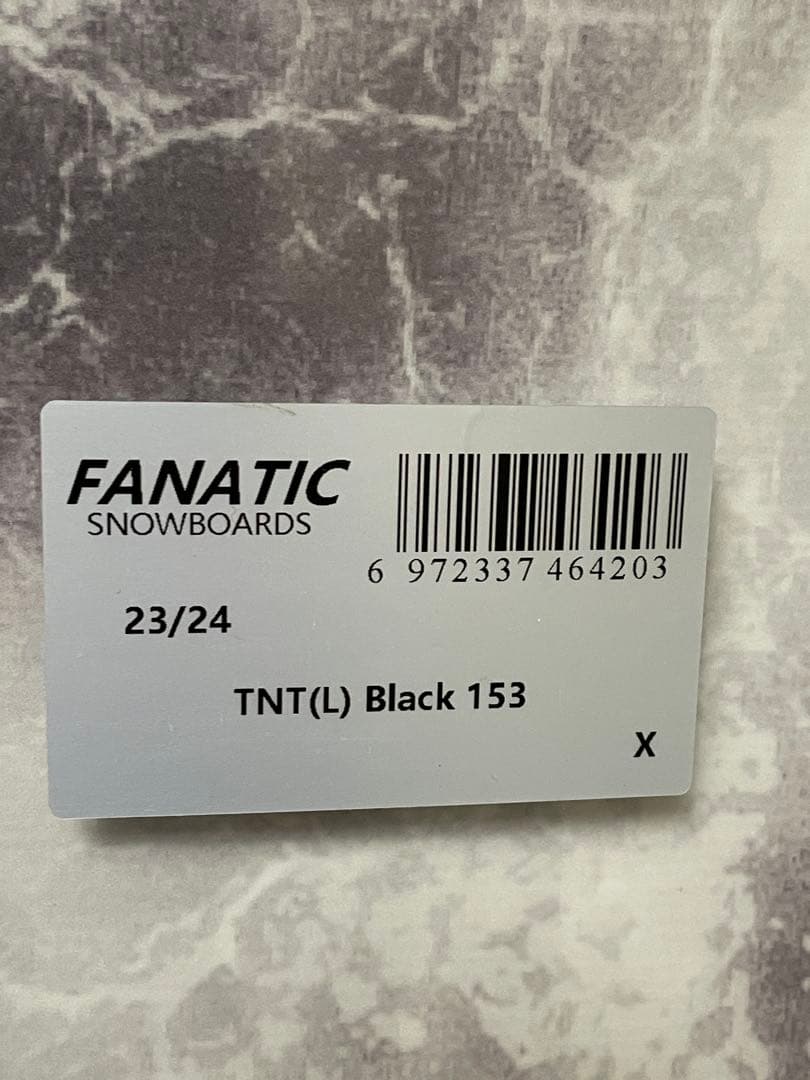 FANATIC
SNOWBOARDS
6 972337 464203
23/24
TNT(L) Black 153
X